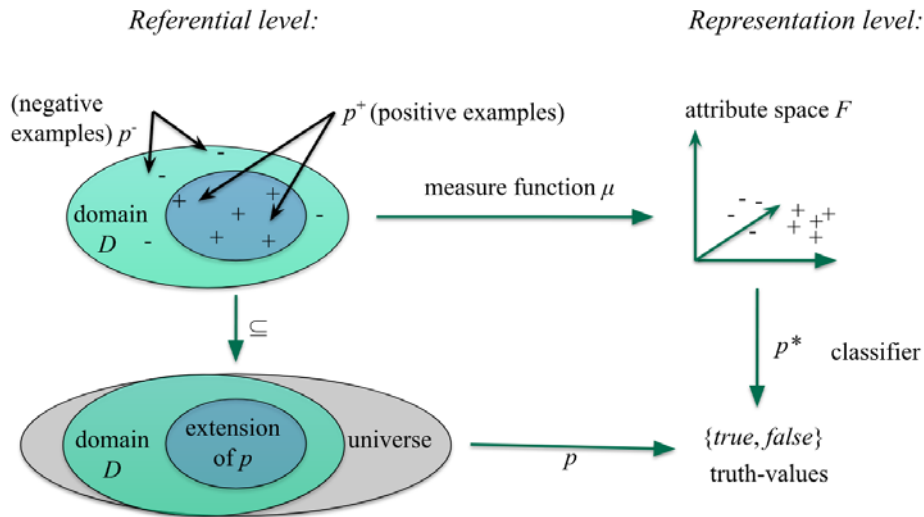 Referential level:
Representation level:
(negative
examples) p⁻
p⁺ (positive examples)
attribute space F
measure function μ
domain
D
- - - - -
+ + + + + +
- - - -
+ + + + +
⊆
p*
classifier
domain
D
extension
of p
universe
p
{true, false}
truth-values